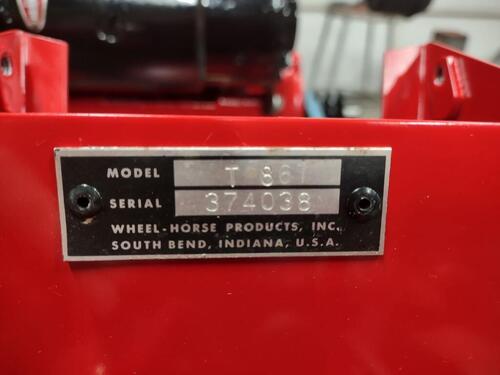 MODEL T 867
SERIAL 374038
WHEEL-HORSE PRODUCTS, INC.
SOUTH BEND, INDIANA, U.S.A.